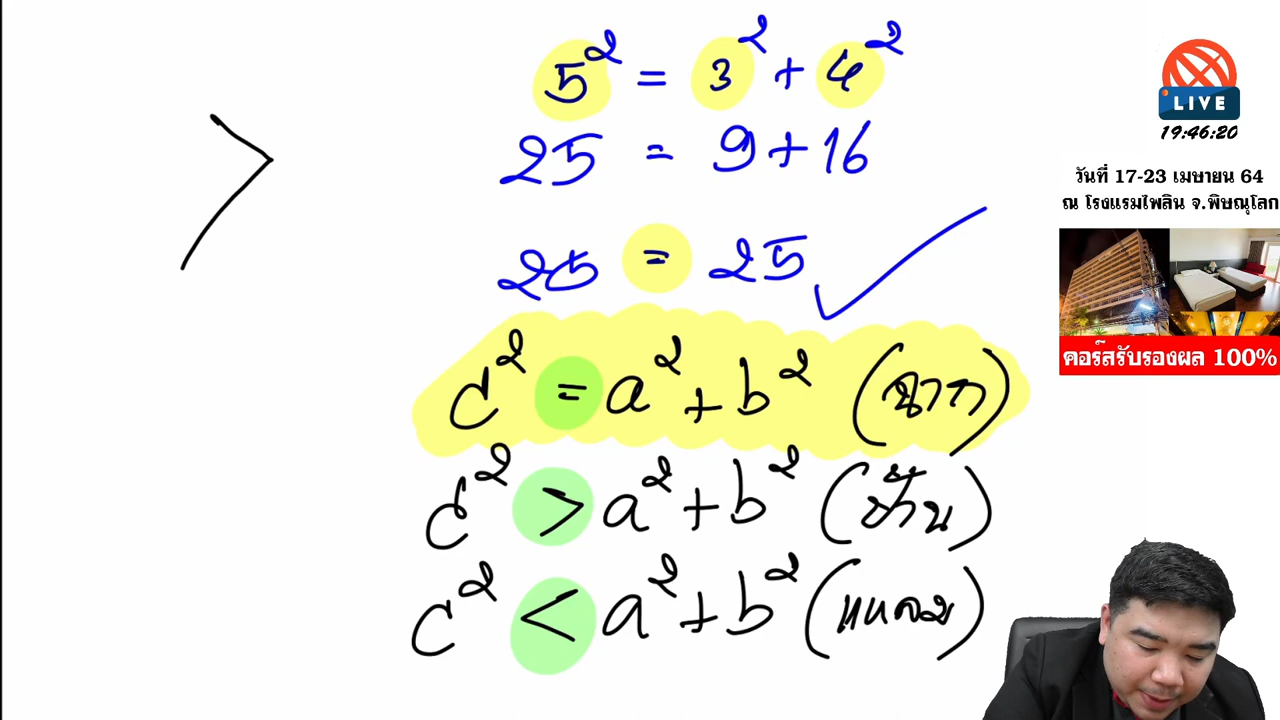 5² = 3² + 4²
25 = 9 + 16
25 = 25
c² = a² + b² (ฉาก)
c² > a² + b² (ป้าน)
c² < a² + b² (แหลม)
>
LIVE
19:46:20
วันที่ 17-23 เมษายน 64
ณ โรงแรมไพลิน จ.พิษณุโลก
คอร๊สรับรองผล 100%